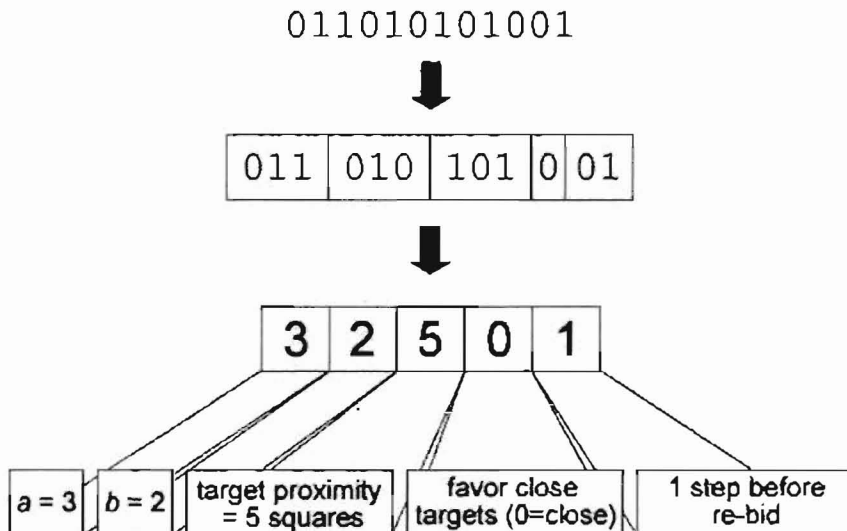 011010101001
011 010 101 0 01
3 2 5 0 1
a = 3
b = 2
target proximity
= 5 squares
favor close
targets (0=close)
1 step before
re-bid